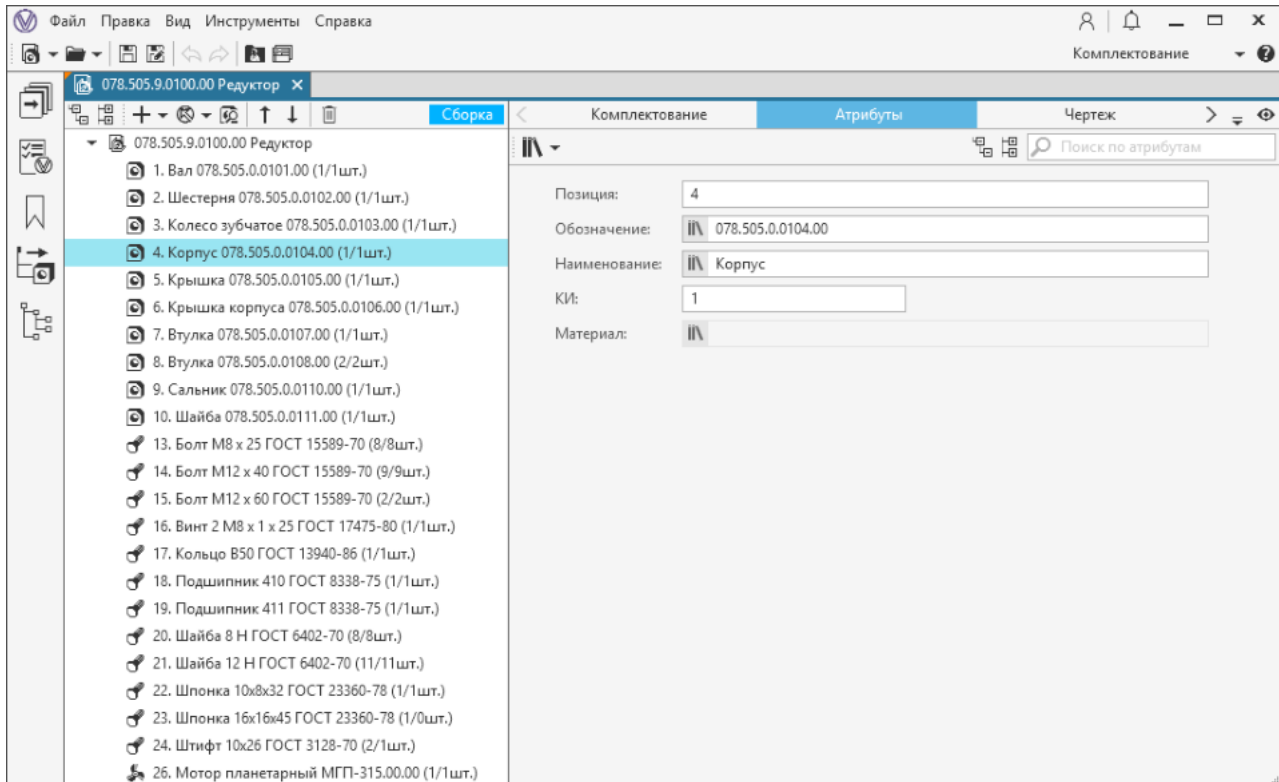 Файл Правка Вид Инструменты Справка
Комплектование
078.505.9.0100.00 Редуктор
Сборка
Комплектование Атрибуты Чертеж
078.505.9.0100.00 Редуктор
Поиск по атрибутам
1. Вал 078.505.0.0101.00 (1/1шт.)
2. Шестерня 078.505.0.0102.00 (1/1шт.)
3. Колесо зубчатое 078.505.0.0103.00 (1/1шт.)
4. Корпус 078.505.0.0104.00 (1/1шт.)
5. Крышка 078.505.0.0105.00 (1/1шт.)
6. Крышка корпуса 078.505.0.0106.00 (1/1шт.)
7. Втулка 078.505.0.0107.00 (1/1шт.)
8. Втулка 078.505.0.0108.00 (2/2шт.)
9. Сальник 078.505.0.0110.00 (1/1шт.)
10. Шайба 078.505.0.0111.00 (1/1шт.)
13. Болт М8 х 25 ГОСТ 15589-70 (8/8шт.)
14. Болт М12 х 40 ГОСТ 15589-70 (9/9шт.)
15. Болт М12 х 60 ГОСТ 15589-70 (2/2шт.)
16. Винт 2 М8 х 1 х 25 ГОСТ 17475-80 (1/1шт.)
17. Кольцо В50 ГОСТ 13940-86 (1/1шт.)
18. Подшипник 410 ГОСТ 8338-75 (1/1шт.)
19. Подшипник 411 ГОСТ 8338-75 (1/1шт.)
20. Шайба 8 Н ГОСТ 6402-70 (8/8шт.)
21. Шайба 12 Н ГОСТ 6402-70 (11/11шт.)
22. Шпонка 10х8х32 ГОСТ 23360-78 (1/1шт.)
23. Шпонка 16х16х45 ГОСТ 23360-78 (1/0шт.)
24. Штифт 10х26 ГОСТ 3128-70 (2/1шт.)
26. Мотор планетарный МГП-315.00.00 (1/1шт.)
Позиция: 4
Обозначение: 078.505.0.0104.00
Наименование: Корпус
КИ: 1
Материал: